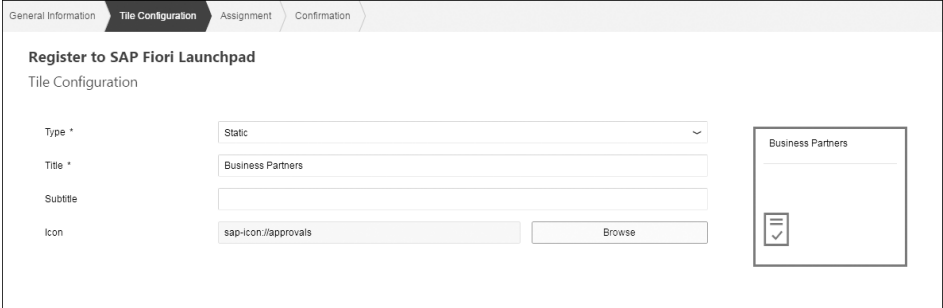 General Information Tile Configuration Assignment Confirmation
Register to SAP Fiori Launchpad
Tile Configuration
Type * Static
Title * Business Partners
Subtitle
Icon sap-icon://approvals Browse
Business Partners